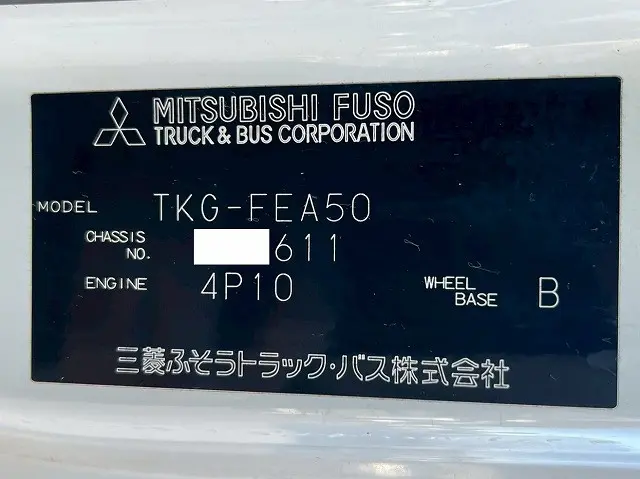 MITSUBISHI FUSO
TRUCK & BUS CORPORATION
MODEL TKG-FEA50
CHASSIS NO. 611
ENGINE 4P10 WHEEL BASE B
三菱ふそうトラック・バス株式会社